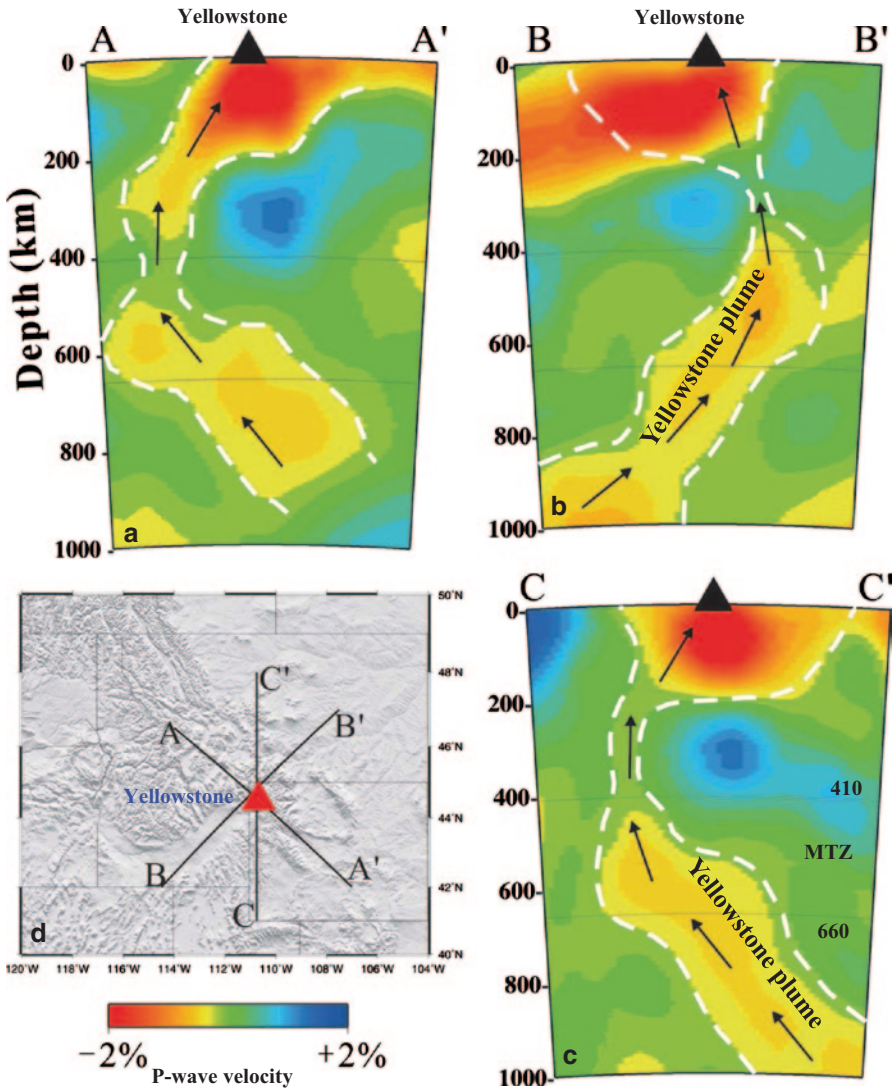 Yellowstone
Yellowstone
A
A'
B
B'
0
200
400
600
800
1000
Depth (km)
a
0
200
400
600
800
1000
Yellowstone plume
b
50˚N
48˚N
46˚N
44˚N
42˚N
40˚N
120˚W
118˚W
116˚W
114˚W
112˚W
110˚W
108˚W
106˚W
104˚W
C'
B'
A
Yellowstone
B
A'
C
d
C
C'
0
200
400
600
800
1000
410
MTZ
660
Yellowstone plume
c
−2%
+2%
P-wave velocity